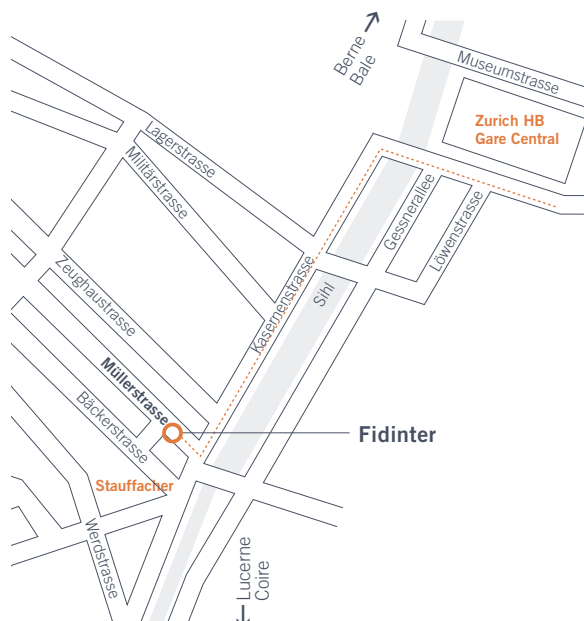 Berne
Bale
Museumstrasse
Zurich HB
Gare Central
Lagerstrasse
Militärstrasse
Gessnerallee
Löwenstrasse
Zeughaustrasse
Kasernenstrasse
Sihl
Müllerstrasse
Bäckerstrasse
Fidinter
Stauffacher
Werdstrasse
Lucerne
Coire